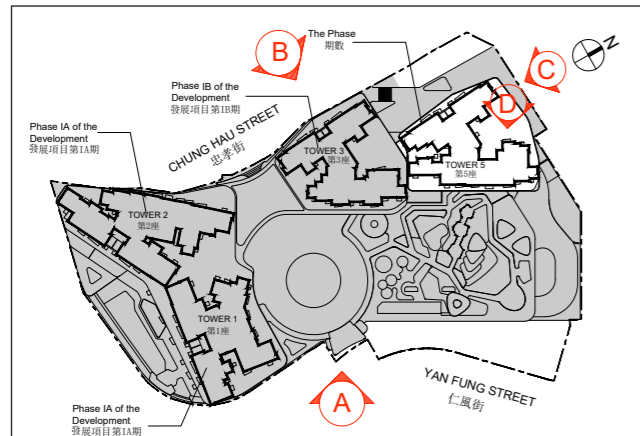 The Phase
期數
B
N
C
Phase IB of the
Development
發展項目第IB期
D
Phase IA of the
Development
發展項目第IA期
CHUNG HAU STREET
忠孝街
TOWER 3
第3座
TOWER 5
第5座
TOWER 2
第2座
TOWER 1
第1座
YAN FUNG STREET
仁風街
A
Phase IA of the
Development
發展項目第IA期